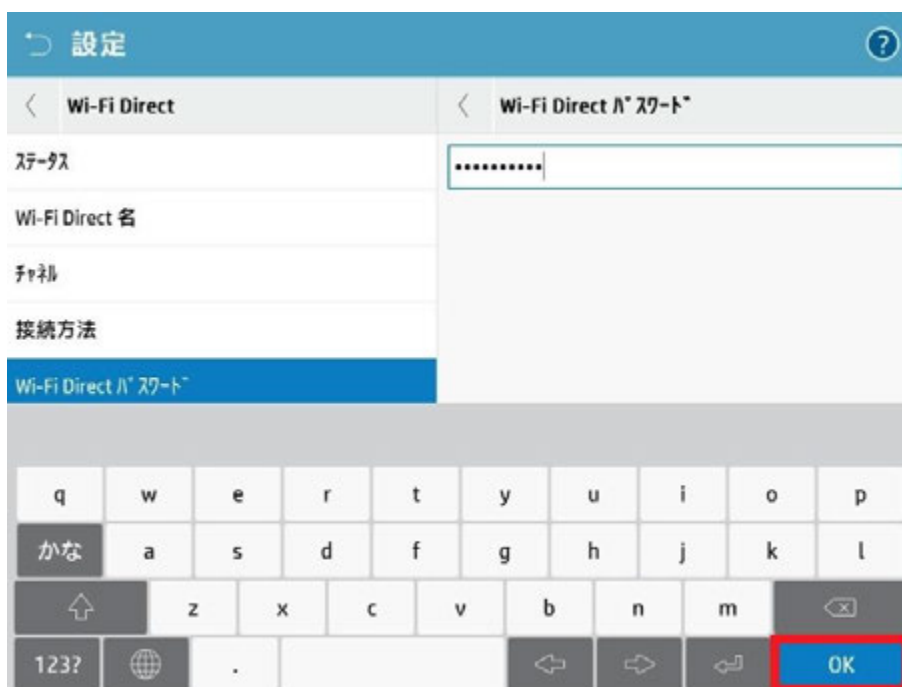 設定
?
Wi-Fi Direct
Wi-Fi Direct ﾊﾟｽﾜｰﾄﾞ
ｽﾃｰﾀｽ
••••••••••
Wi-Fi Direct 名
ﾁｬﾈﾙ
接続方法
Wi-Fi Direct ﾊﾟｽﾜｰﾄﾞ
q w e r t y u i o p
かな a s d f g h j k l
z x c v b n m
123? . OK